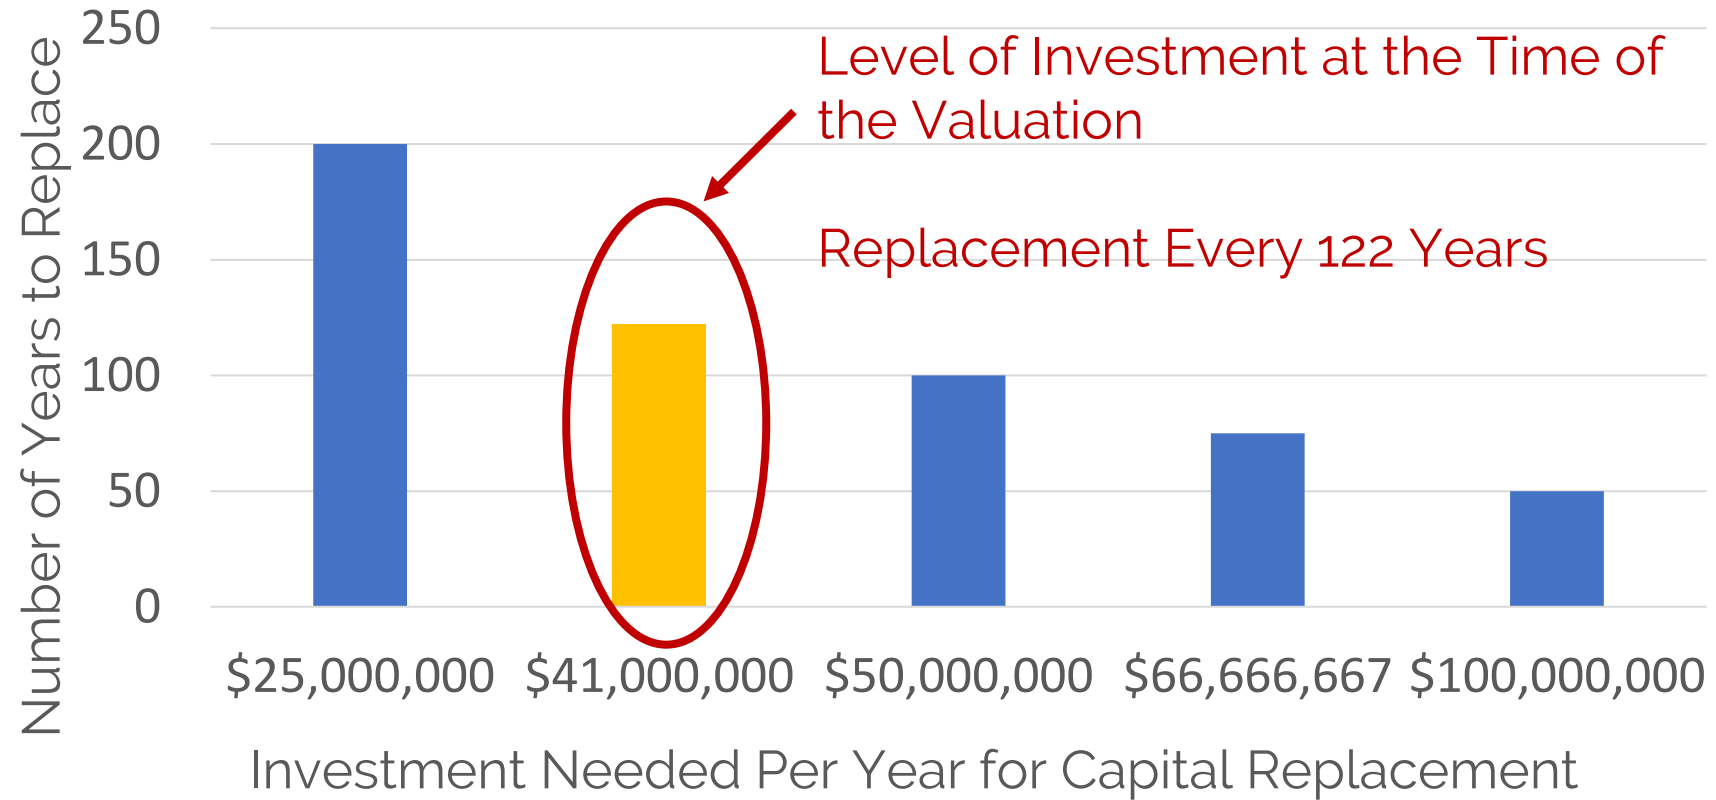 Number of Years to Replace
250
200
150
100
50
0
Level of Investment at the Time of
the Valuation
Replacement Every 122 Years
$25,000,000 $41,000,000 $50,000,000 $66,666,667 $100,000,000
Investment Needed Per Year for Capital Replacement